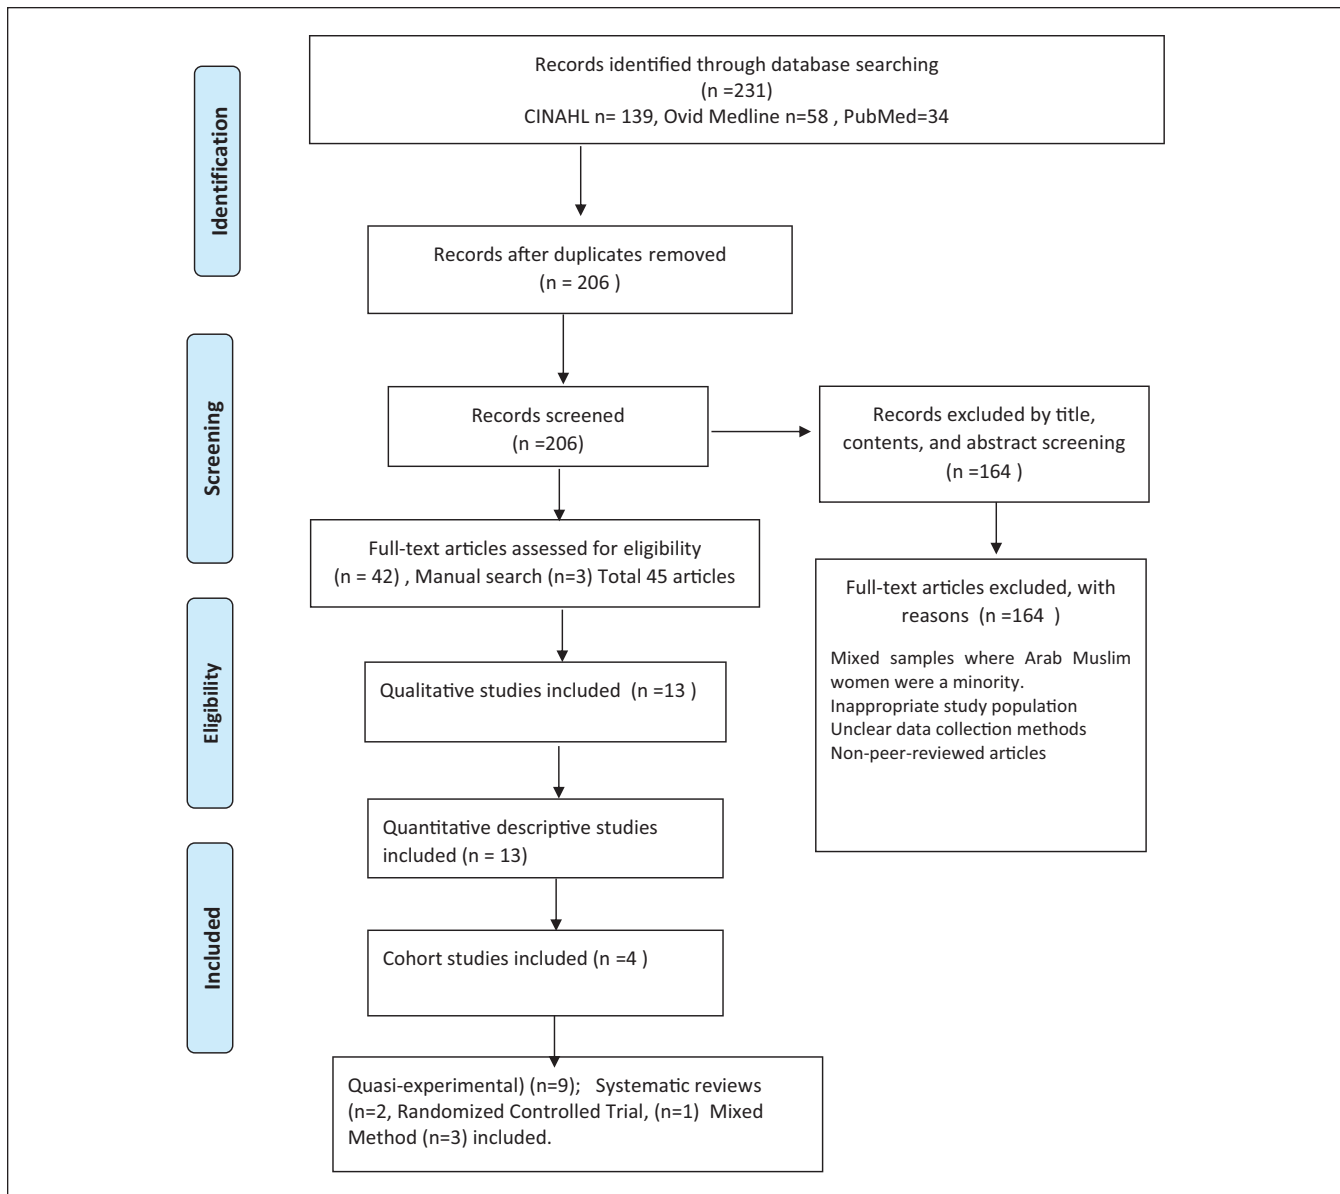 Identification
Records identified through database searching
(n =231)
CINAHL n= 139, Ovid Medline n=58 , PubMed=34
Records after duplicates removed
(n = 206 )
Screening
Records screened
(n =206)
Records excluded by title,
contents, and abstract screening
(n =164 )
Full-text articles assessed for eligibility
(n = 42) , Manual search (n=3) Total 45 articles
Full-text articles excluded, with
reasons (n =164 )
Mixed samples where Arab Muslim
women were a minority.
Inappropriate study population
Unclear data collection methods
Non-peer-reviewed articles
Eligibility
Qualitative studies included (n =13 )
Quantitative descriptive studies
included (n = 13)
Included
Cohort studies included (n =4 )
Quasi-experimental) (n=9); Systematic reviews
(n=2, Randomized Controlled Trial, (n=1) Mixed
Method (n=3) included.